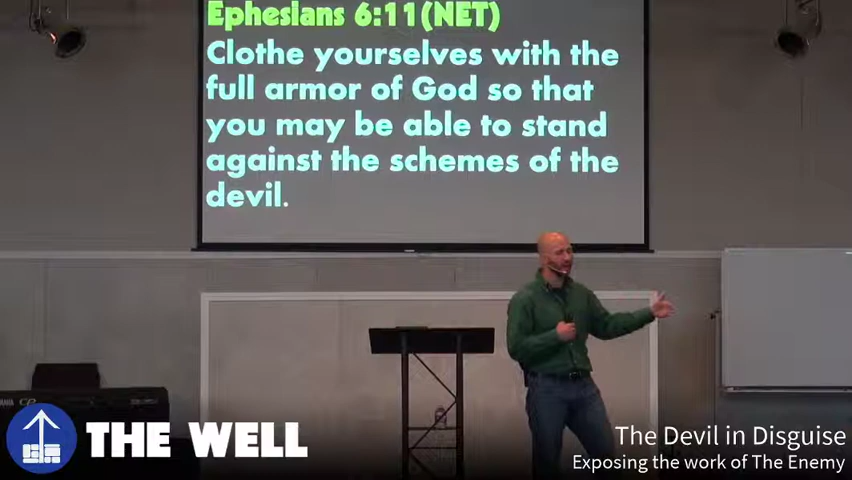 Ephesians 6:11(NET)
Clothe yourselves with the
full armor of God so that
you may be able to stand
against the schemes of the
devil.
THE WELL
The Devil in Disguise
Exposing the work of The Enemy